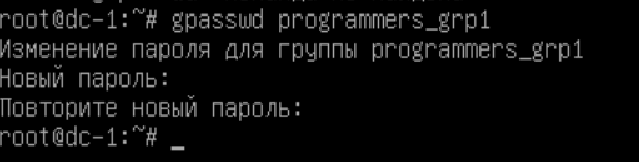 root@dc-1:~# gpasswd programmers_grp1
Изменение пароля для группы programmers_grp1
Новый пароль:
Повторите новый пароль:
root@dc-1:~# _